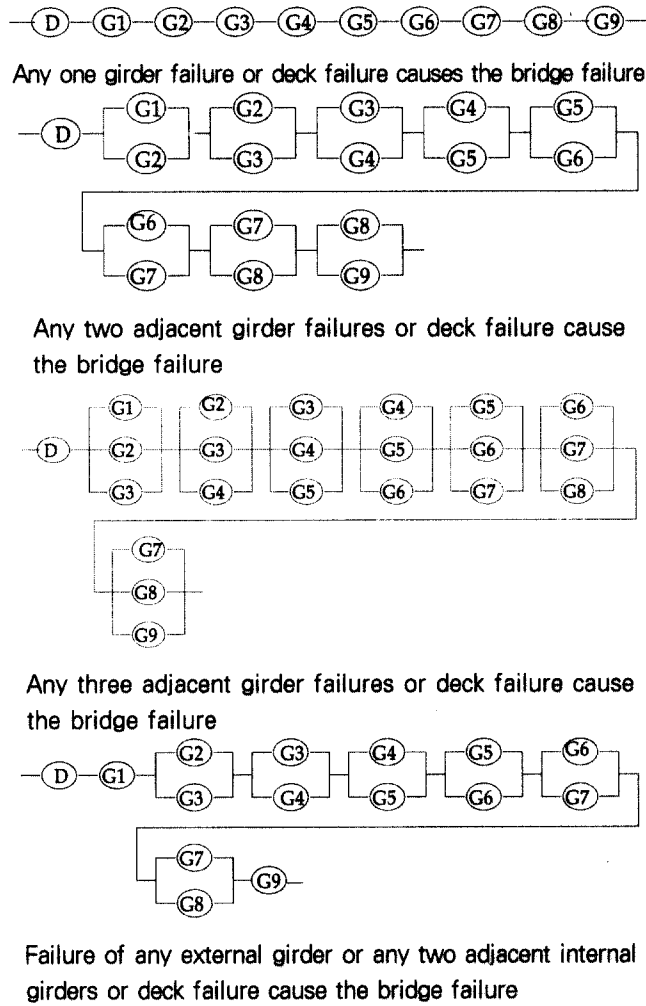 D G1 G2 G3 G4 G5 G6 G7 G8 G9
Any one girder failure or deck failure causes the bridge failure
G1 G2 G3 G4 G5
D
G2 G3 G4 G5 G6
G6 G7 G8
G7 G8 G9
Any two adjacent girder failures or deck failure cause
the bridge failure
G1 G2 G3 G4 G5 G6
D G2 G3 G4 G5 G6 G7
G3 G4 G5 G6 G7 G8
G7
G8
G9
Any three adjacent girder failures or deck failure cause
the bridge failure
G2 G3 G4 G5 G6
D G1
G3 G4 G5 G6 G7
G7
G9
G8
Failure of any external girder or any two adjacent internal
girders or deck failure cause the bridge failure